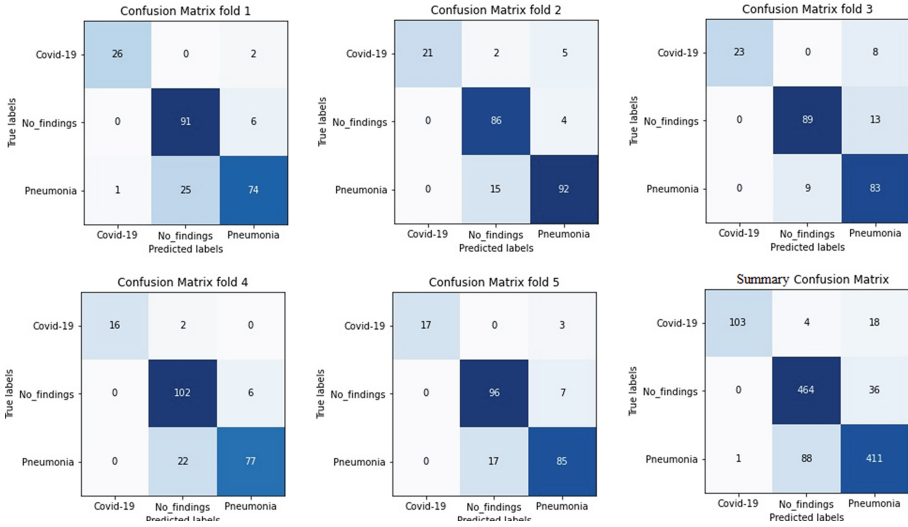 Confusion Matrix fold 1
True labels
Covid-19 26 0 2
No_findings 0 91 6
Pneumonia 1 25 74
Covid-19 No_findings Pneumonia
Predicted labels
Confusion Matrix fold 2
True labels
Covid-19 21 2 5
No_findings 0 86 4
Pneumonia 0 15 92
Covid-19 No_findings Pneumonia
Predicted labels
Confusion Matrix fold 3
True labels
Covid-19 23 0 8
No_findings 0 89 13
Pneumonia 0 9 83
Covid-19 No_findings Pneumonia
Predicted labels
Confusion Matrix fold 4
True labels
Covid-19 16 2 0
No_findings 0 102 6
Pneumonia 0 22 77
Covid-19 No_findings Pneumonia
Predicted labels
Confusion Matrix fold 5
True labels
Covid-19 17 0 3
No_findings 0 96 7
Pneumonia 0 17 85
Covid-19 No_findings Pneumonia
Predicted labels
Summary Confusion Matrix
True labels
Covid-19 103 4 18
No_findings 0 464 36
Pneumonia 1 88 411
Covid-19 No_findings Pneumonia
Predicted labels